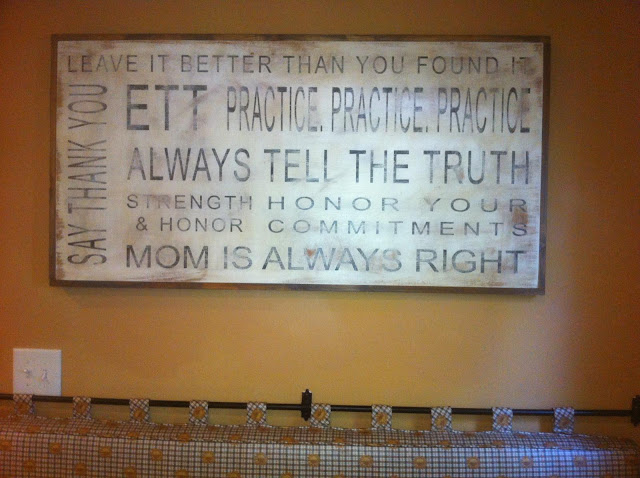 LEAVE IT BETTER THAN YOU FOUND IT
SAY THANK YOU
ETT PRACTICE. PRACTICE. PRACTICE
ALWAYS TELL THE TRUTH
STRENGTH & HONOR
HONOR YOUR COMMITMENTS
MOM IS ALWAYS RIGHT